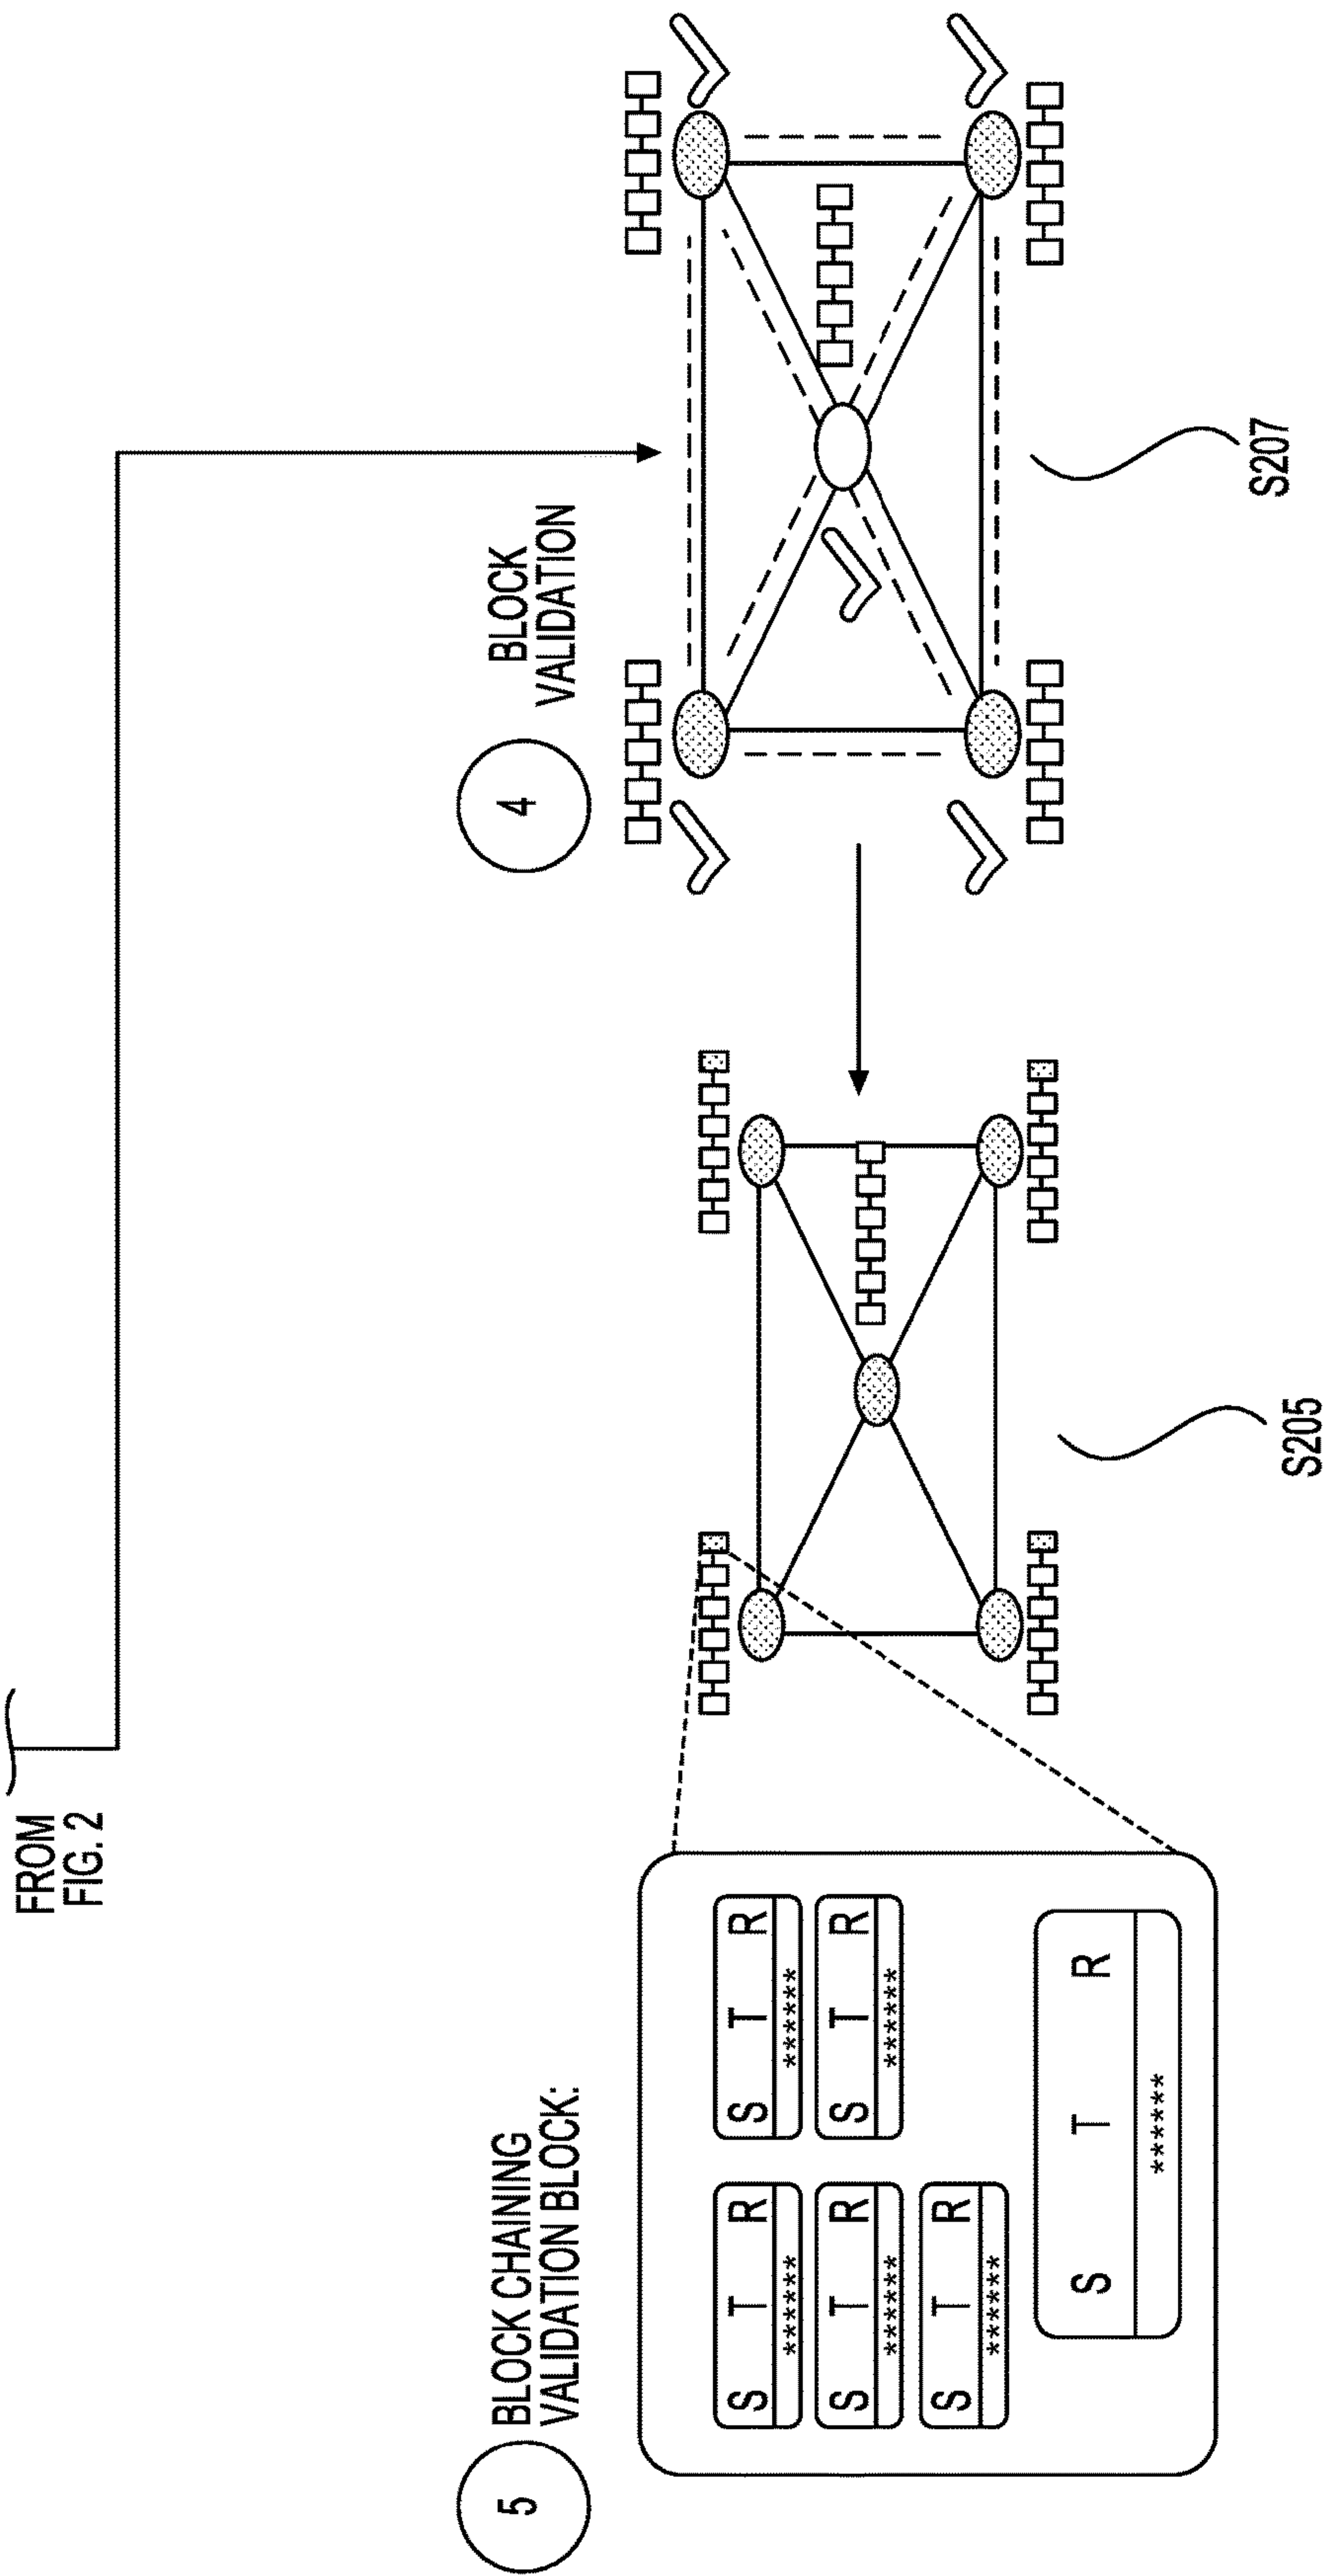 FROM
FIG. 2
5
BLOCK CHAINING
VALIDATION BLOCK:
S T R
******
S T R
******
S T R
******
S T R
******
S T R
******
S T R
******
S205
4
BLOCK
VALIDATION
S207